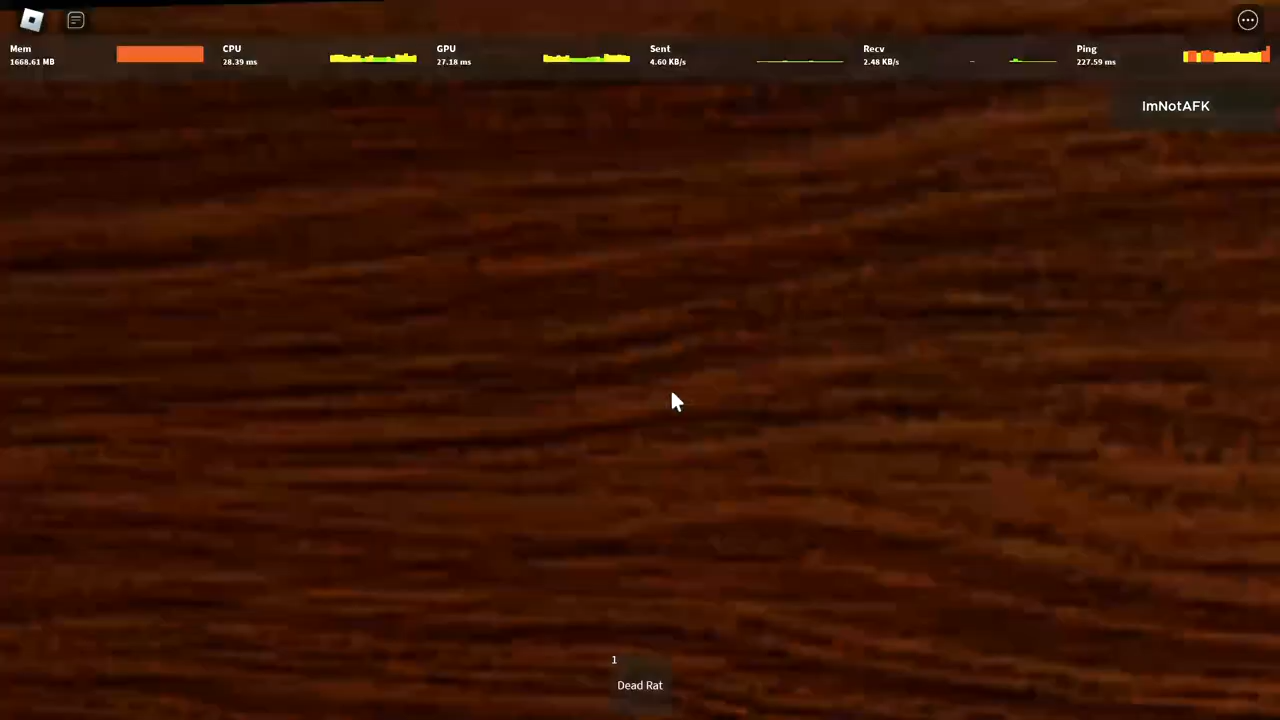 Mem
1668.61 MB
CPU
28.39 ms
GPU
27.18 ms
Sent
4.60 KB/s
Recv
2.48 KB/s
Ping
227.59 ms
ImNotAFK
1
Dead Rat